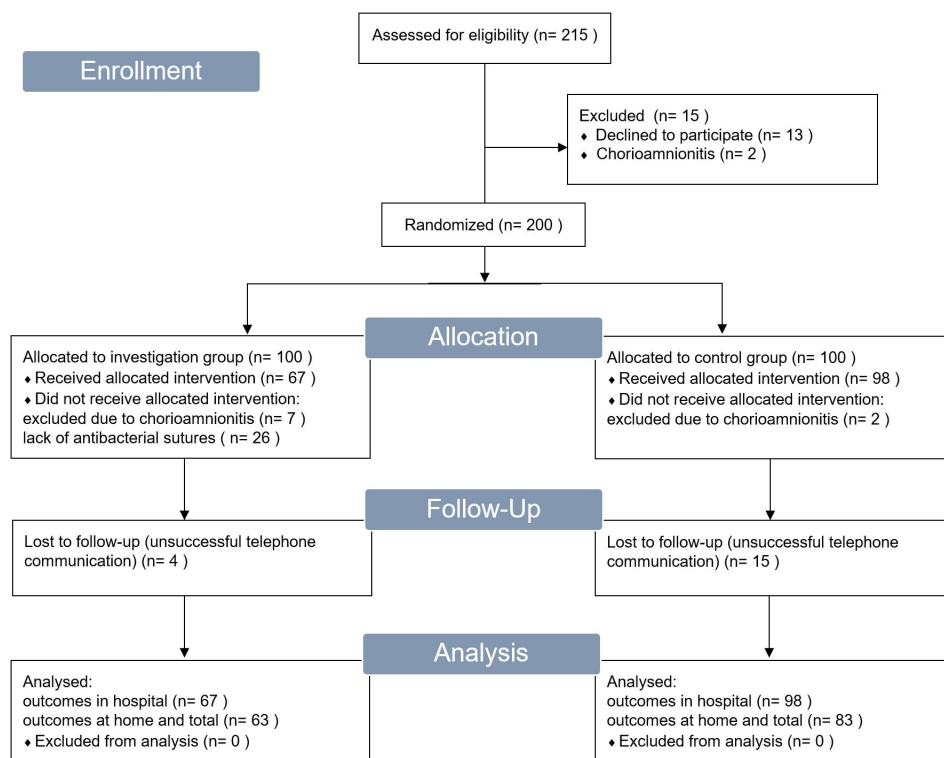 Assessed for eligibility (n= 215 )
Enrollment
Excluded (n= 15 )
♦ Declined to participate (n= 13 )
♦ Chorioamnionitis (n= 2 )
Randomized (n= 200 )
Allocation
Allocated to investigation group (n= 100 )
♦ Received allocated intervention (n= 67 )
♦ Did not receive allocated intervention:
excluded due to chorioamnionitis (n= 7 )
lack of antibacterial sutures ( n= 26 )
Allocated to control group (n= 100 )
♦ Received allocated intervention (n= 98 )
♦ Did not receive allocated intervention:
excluded due to chorioamnionitis (n= 2 )
Follow-Up
Lost to follow-up (unsuccessful telephone
communication) (n= 4 )
Lost to follow-up (unsuccessful telephone
communication) (n= 15 )
Analysis
Analysed:
outcomes in hospital (n= 67 )
outcomes at home and total (n= 63 )
♦ Excluded from analysis (n= 0 )
Analysed:
outcomes in hospital (n= 98 )
outcomes at home and total (n= 83 )
♦ Excluded from analysis (n= 0 )